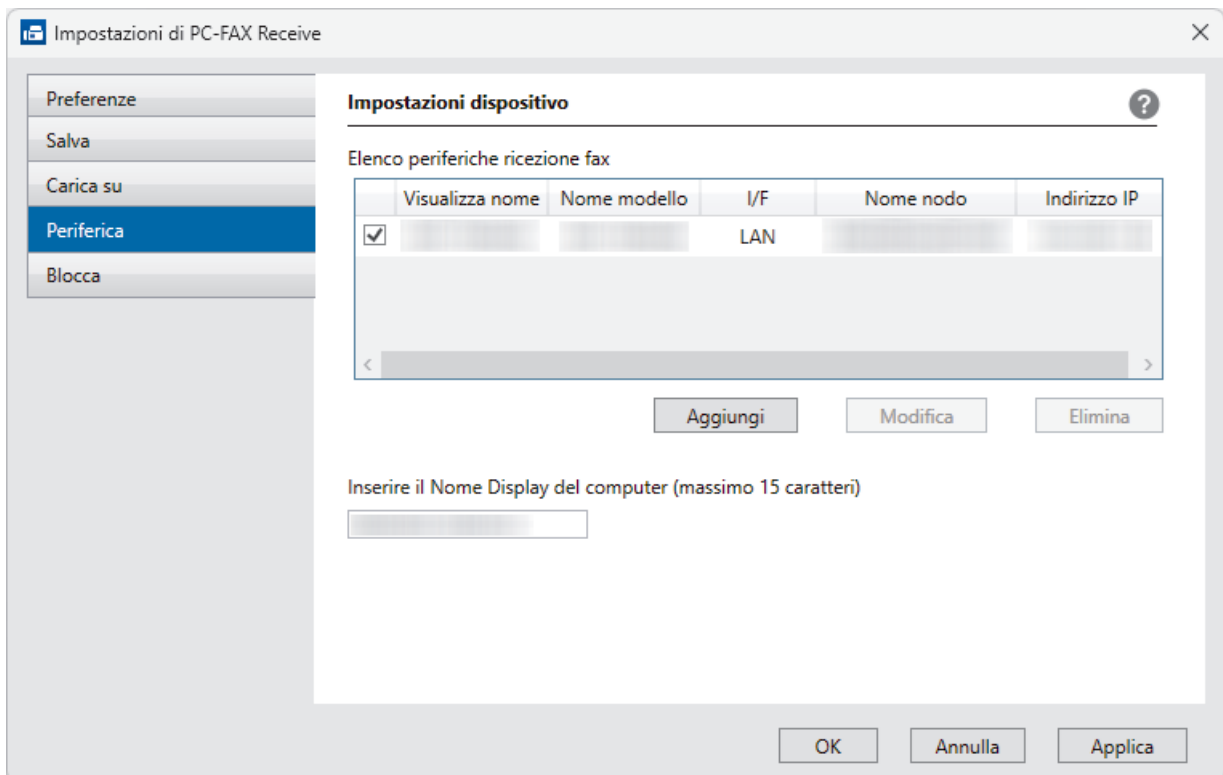 Impostazioni di PC-FAX Receive
Preferenze
Salva
Carica su
Periferica
Blocca
Impostazioni dispositivo
?
Elenco periferiche ricezione fax
Visualizza nome Nome modello I/F Nome nodo Indirizzo IP
LAN
Aggiungi Modifica Elimina
Inserire il Nome Display del computer (massimo 15 caratteri)
OK Annulla Applica